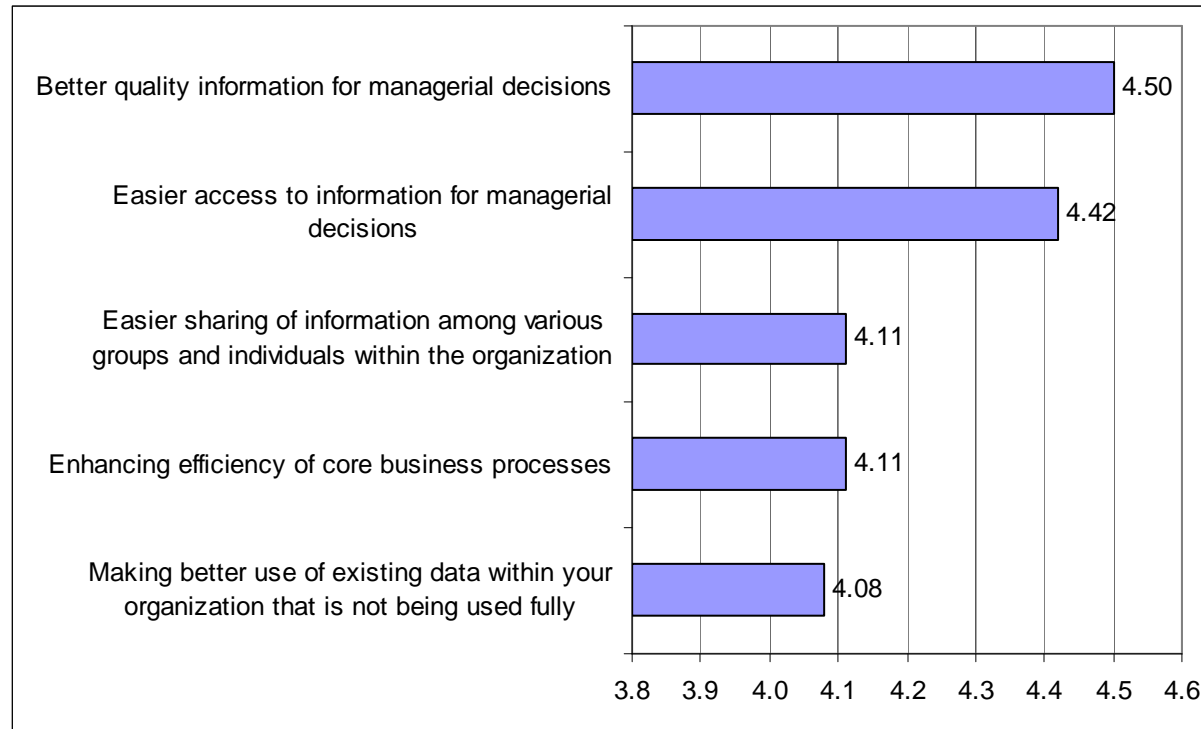 Better quality information for managerial decisions
4.50
Easier access to information for managerial
decisions
4.42
Easier sharing of information among various
groups and individuals within the organization
4.11
Enhancing efficiency of core business processes
4.11
Making better use of existing data within your
organization that is not being used fully
4.08
3.8 3.9 4.0 4.1 4.2 4.3 4.4 4.5 4.6